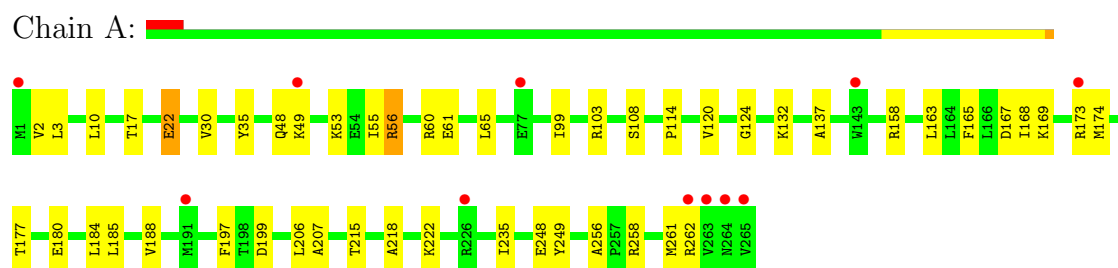 Chain A:
M1 V2 L3 L10 T17 E22 V30 Y35 Q48 K49 K53 E54 I55 R56 R60 E61 L65 E77 I99 R103 S108 P114 V120 G124 K132 A137 W143 R158 L163 L164 F165 L166 D167 I168 K169 R173 M174
T177 E180 L184 L185 V188 M191 F197 T198 D199 L206 A207 T215 A218 K222 R226 I235 E248 Y249 A256 P257 R258 M261 R262 V263 N264 V265